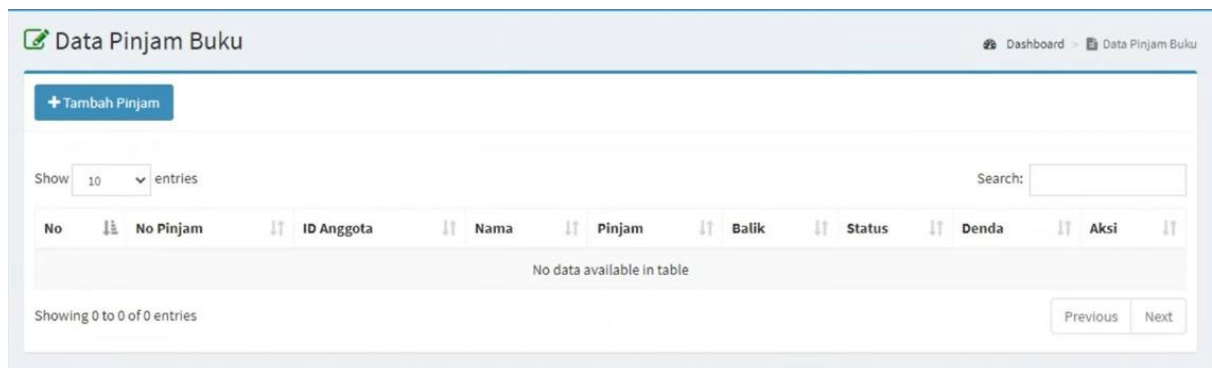 Data Pinjam Buku
Dashboard > Data Pinjam Buku
+ Tambah Pinjam
Show 10 entries
Search:
No No Pinjam ID Anggota Nama Pinjam Balik Status Denda Aksi
No data available in table
Showing 0 to 0 of 0 entries
Previous Next